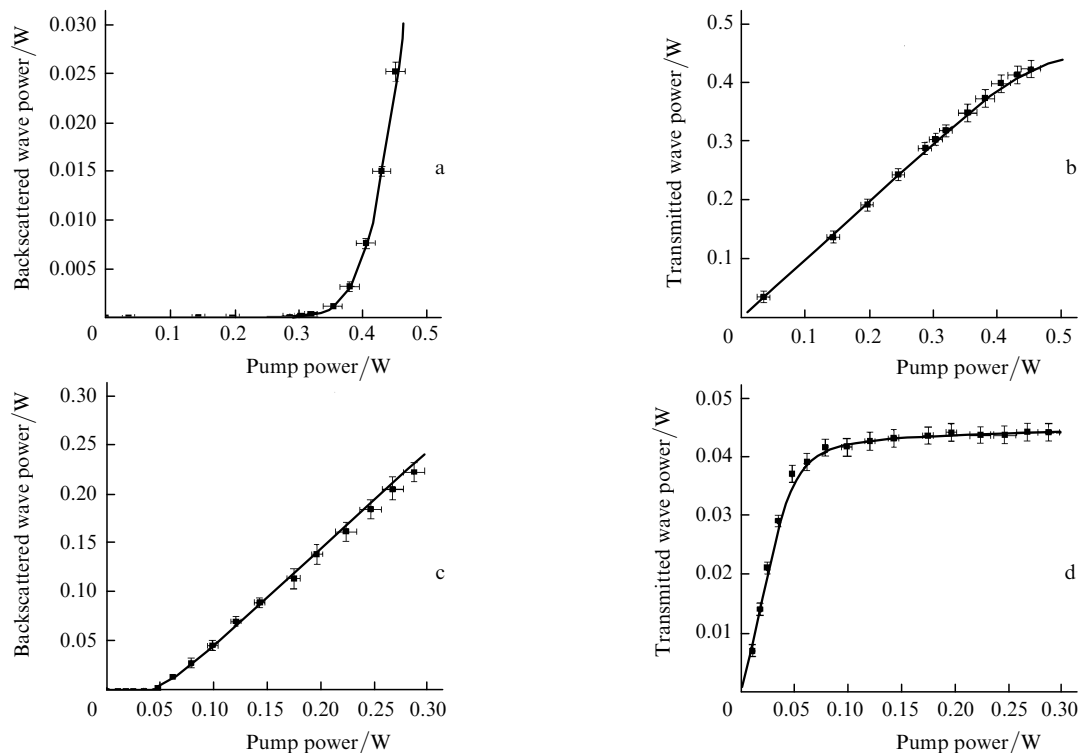 0.030
0.025
0.020
0.015
0.010
0.005
Backscattered wave power/W
a
0 0.1 0.2 0.3 0.4 0.5
Pump power/W
0.5
0.4
0.3
0.2
0.1
Transmitted wave power/W
b
0 0.1 0.2 0.3 0.4 0.5
Pump power/W
0.30
0.25
0.20
0.15
0.10
0.05
Backscattered wave power/W
c
0 0.05 0.10 0.15 0.20 0.25 0.30
Pump power/W
0.05
0.04
0.03
0.02
0.01
Transmitted wave power/W
d
0 0.05 0.10 0.15 0.20 0.25 0.30
Pump power/W